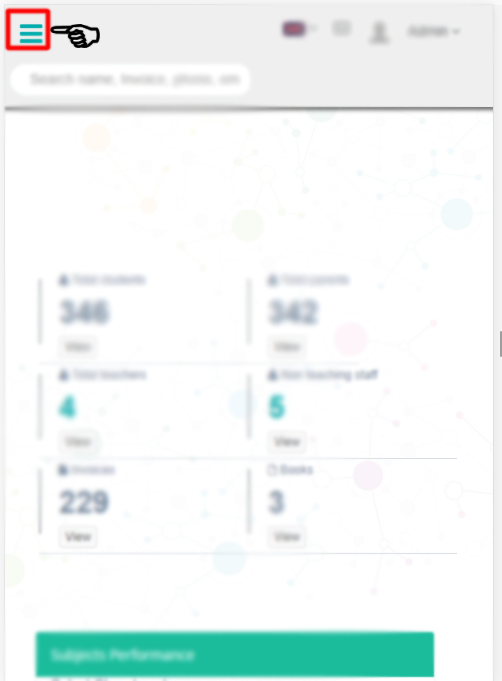 Admin
Search name, Invoice, phone, em
Total students
Total parents
346
342
View
View
Total teachers
Non teaching staff
4
5
View
View
Invoices
Books
229
3
View
View
Subjects Performance